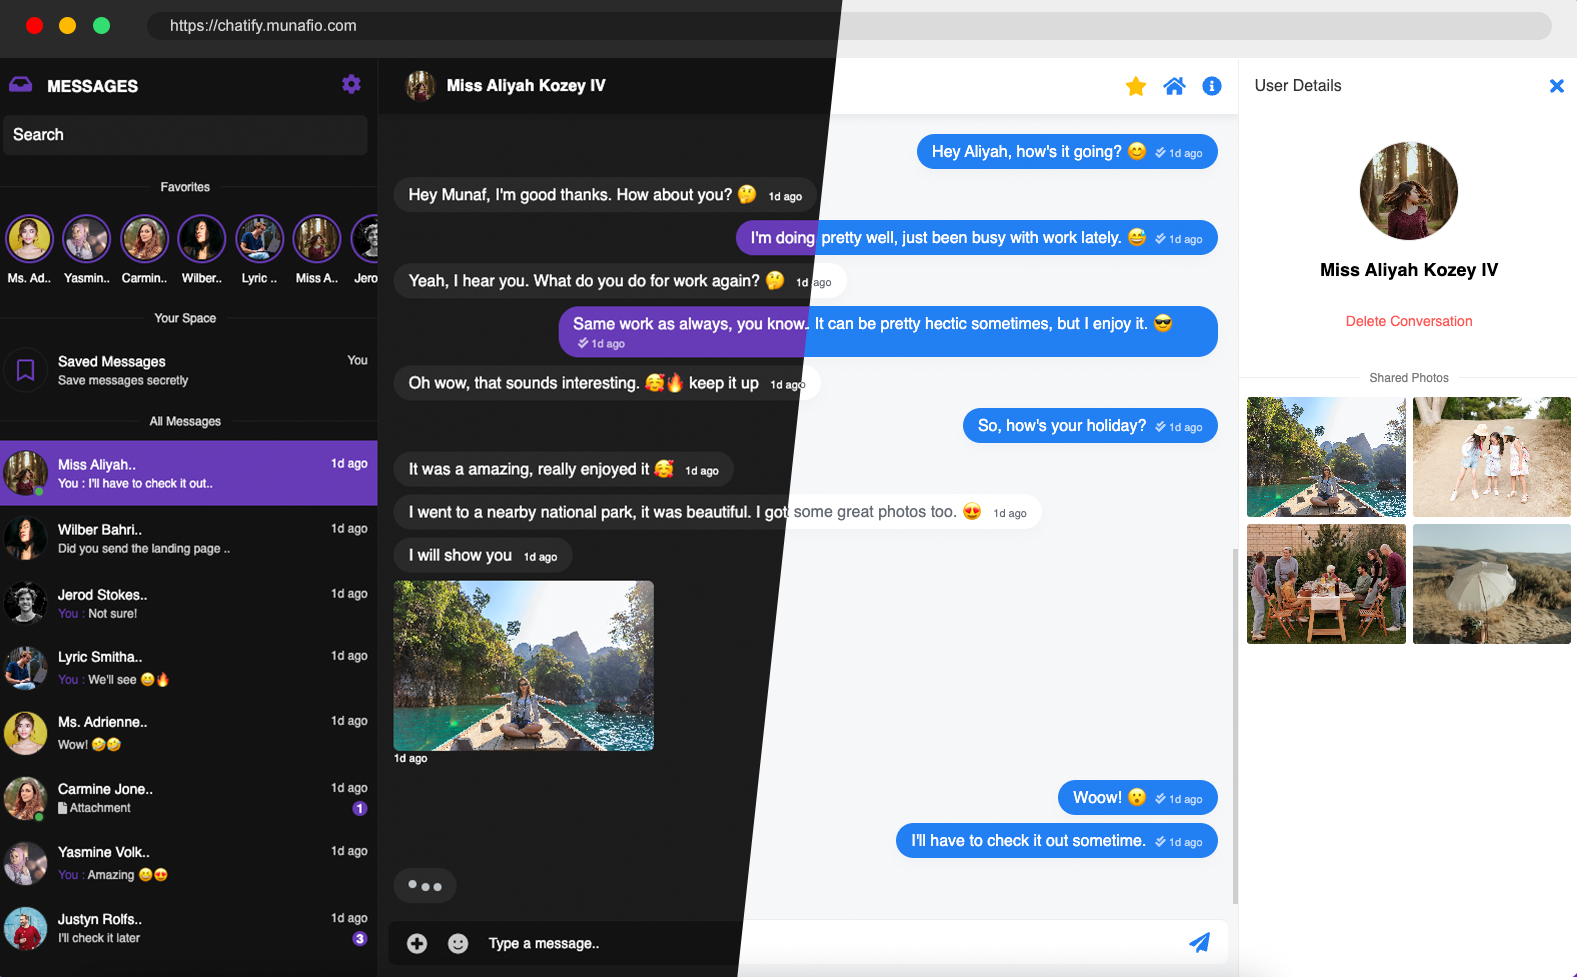 https://chatify.munafio.com
MESSAGES
Search
Favorites
Ms. Ad..
Yasmin..
Carmin..
Wilber..
Lyric ..
Miss A..
Jero
Your Space
Saved Messages
You
Save messages secretly
All Messages
Miss Aliyah..
1d ago
You : I'll have to check it out..
Wilber Bahri..
1d ago
Did you send the landing page ..
Jerod Stokes..
1d ago
You : Not sure!
Lyric Smitha..
1d ago
You : We'll see 😄🔥
Ms. Adrienne..
1d ago
Wow! 🤣🤣
Carmine Jone..
1d ago
Attachment
1
Yasmine Volk..
1d ago
You : Amazing 😄😍
Justyn Rolfs..
1d ago
I'll check it later
3
Miss Aliyah Kozey IV
Hey Aliyah, how's it going? 😊 1d ago
Hey Munaf, I'm good thanks. How about you? 🤔 1d ago
I'm doing pretty well, just been busy with work lately. 😅 1d ago
Yeah, I hear you. What do you do for work again? 🤔 1d ago
Same work as always, you know. It can be pretty hectic sometimes, but I enjoy it. 😎
1d ago
Oh wow, that sounds interesting. 🥰🔥 keep it up 1d ago
So, how's your holiday? 1d ago
It was a amazing, really enjoyed it 🥰 1d ago
I went to a nearby national park, it was beautiful. I got some great photos too. 😍 1d ago
I will show you 1d ago
1d ago
Woow! 😮 1d ago
I'll have to check it out sometime. 1d ago
Type a message..
User Details
Miss Aliyah Kozey IV
Delete Conversation
Shared Photos